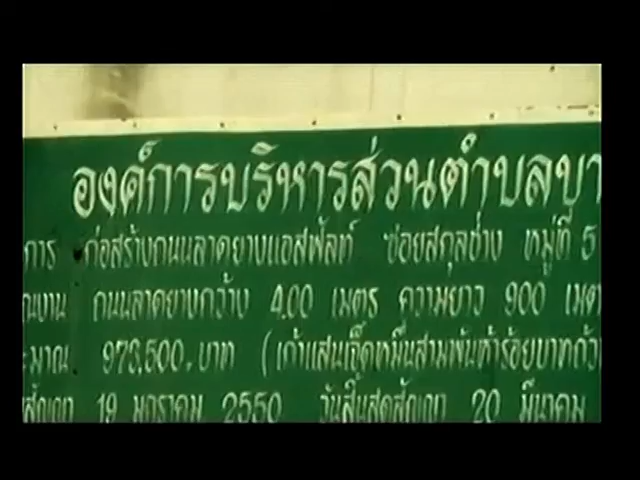 องค์การบริหารส่วนตำบลบา
การ ก่อสร้างถนนลาดยางแอสฟัลท์ ซอยสกุลช่าง หมู่ที่ 5
ณงาน ถนนลาดยางกว้าง 4.00 เมตร ความยาว 900 เมต
ะมาณ 973,500.-บาท (เก้าแสนเจ็ดหมื่นสามพันห้าร้อยบาทถ้ว
สัญญา 19 มกราคม 2550 วันสิ้นสุดสัญญา 20 มีนาคม